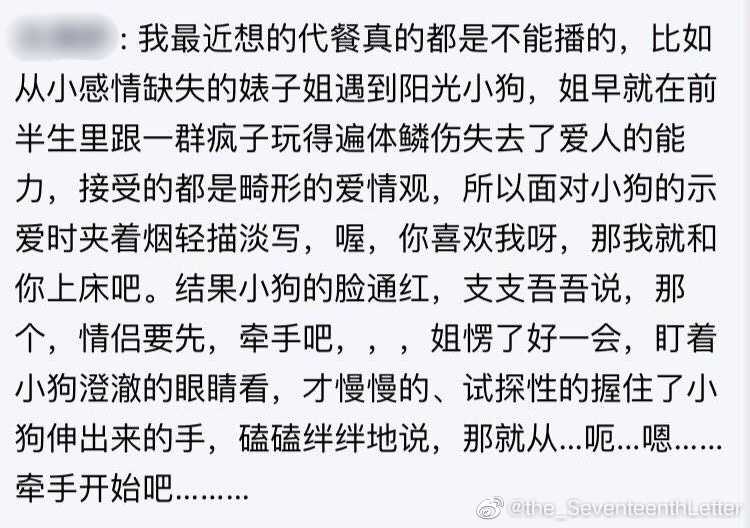 : 我最近想的代餐真的都是不能播的，比如
从小感情缺失的婊子姐遇到阳光小狗，姐早就在前
半生里跟一群疯子玩得遍体鳞伤失去了爱人的能
力，接受的都是畸形的爱情观，所以面对小狗的示
爱时夹着烟轻描淡写，喔，你喜欢我呀，那我就和
你上床吧。结果小狗的脸通红，支支吾吾说，那
个，情侣要先，牵手吧，，，姐愣了好一会，盯着
小狗澄澈的眼睛看，才慢慢的、试探性的握住了小
狗伸出来的手，磕磕绊绊地说，那就从...呃...嗯......
牵手开始吧.........
@the_SeventeenthLetter